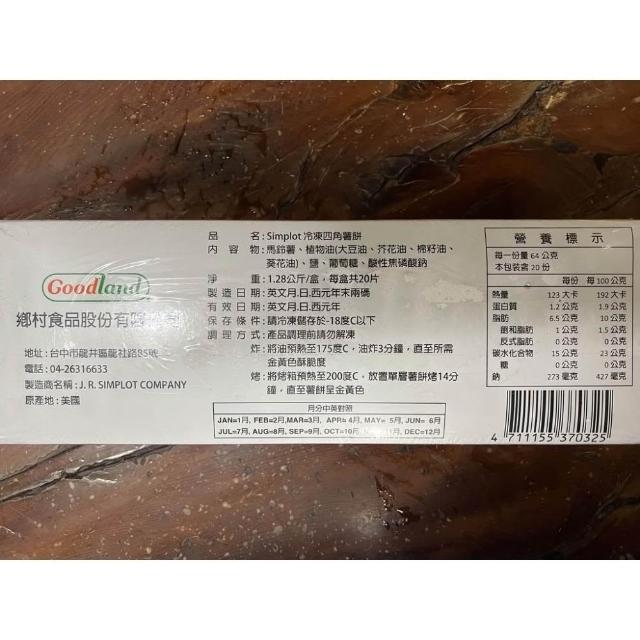 Goodland
鄉村食品股份有
地址: 台中市龍井區龍社路85號
電話: 04-26316633
製造商名稱: J. R. SIMPLOT COMPANY
原產地: 美國
品 名: Simplot 冷凍四角薯餅
內 容 物: 馬鈴薯、植物油(大豆油、芥花油、棉籽油、
葵花油)、鹽、葡萄糖、酸性焦磷酸鈉
淨 重: 1.28公斤/盒，每盒共20片
製造日期: 英文月.日.西元年末兩碼
有效日期: 英文月.日.西元年
保存條件: 請冷凍儲存於-18度C以下
調理方式: 產品調理前請勿解凍
炸: 將油預熱至175度C，油炸3分鐘，直至所需
金黃色酥脆度
烤: 將烤箱預熱至200度C，放置單層薯餅烤14分
鐘，直至薯餅呈金黃色
月分中英對照
JAN=1月, FEB=2月,MAR=3月, APR=4月, MAY= 5月, JUN= 6月
JUL=7月, AUG=8月, SEP=9月, OCT=10月, 11月, DEC=12月
營養標示
每一份量 64 公克
本包裝含 20份
每份 每 100公克
熱量 123 大卡 192 大卡
蛋白質 1.2 公克 1.9 公克
脂肪 6.5 公克 10 公克
飽和脂肪 1 公克 1.5 公克
反式脂肪 0 公克 0 公克
碳水化合物 15 公克 23 公克
糖 0 公克 0 公克
鈉 273 毫克 427 毫克
4 711155 370325